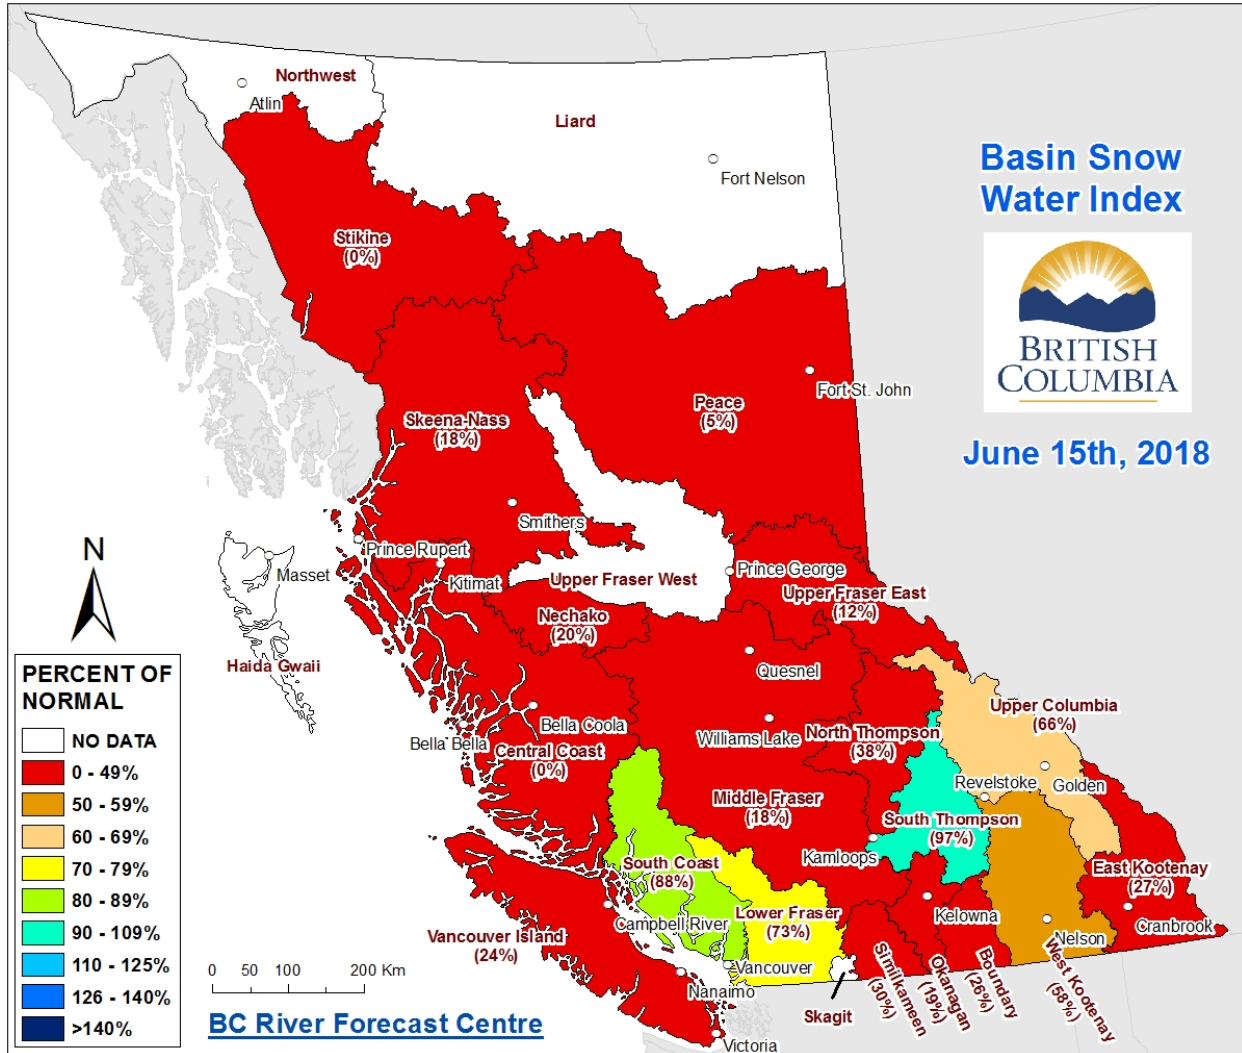 Northwest
Atlin
Liard
Fort Nelson
Basin Snow
Water Index
BRITISH
COLUMBIA
June 15th, 2018
Stikine
(0%)
Fort St. John
Peace
(5%)
Skeena-Nass
(18%)
Smithers
Prince Rupert
Kitimat
Masset
Haida Gwaii
Upper Fraser West
Prince George
Upper Fraser East
(12%)
Nechako
(20%)
Quesnel
Bella Coola
Bella Bella
Central Coast
(0%)
Williams Lake
North Thompson
(38%)
Upper Columbia
(66%)
Revelstoke
Golden
Middle Fraser
(18%)
South Thompson
(97%)
Kamloops
South Coast
(88%)
East Kootenay
(27%)
Campbell River
Lower Fraser
(73%)
Kelowna
Nelson
Cranbrook
Vancouver Island
(24%)
Vancouver
Nanaimo
Victoria
Skagit
Similkameen
(30%)
Okanagan
(19%)
Boundary
(26%)
West Kootenay
(58%)
N
PERCENT OF
NORMAL
NO DATA
0 - 49%
50 - 59%
60 - 69%
70 - 79%
80 - 89%
90 - 109%
110 - 125%
126 - 140%
>140%
0 50 100 200 Km
BC River Forecast Centre